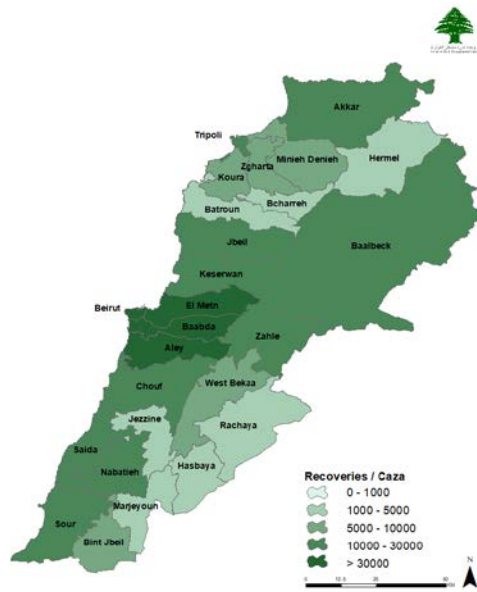 Akkar
Tripoli
Hermel
Minieh Denieh
Zgharta
Koura
Bcharreh
Batroun
Jbeil
Baalbeck
Keserwan
El Metn
Beirut
Baabda
Zahle
Aley
West Bekaa
Chouf
Jezzine
Rachaya
Saida
Hasbaya
Nabatieh
Marjeyoun
Sour
Bint Jbeil
Recoveries / Caza
0 - 1000
1000 - 5000
5000 - 10000
10000 - 30000
> 30000
N